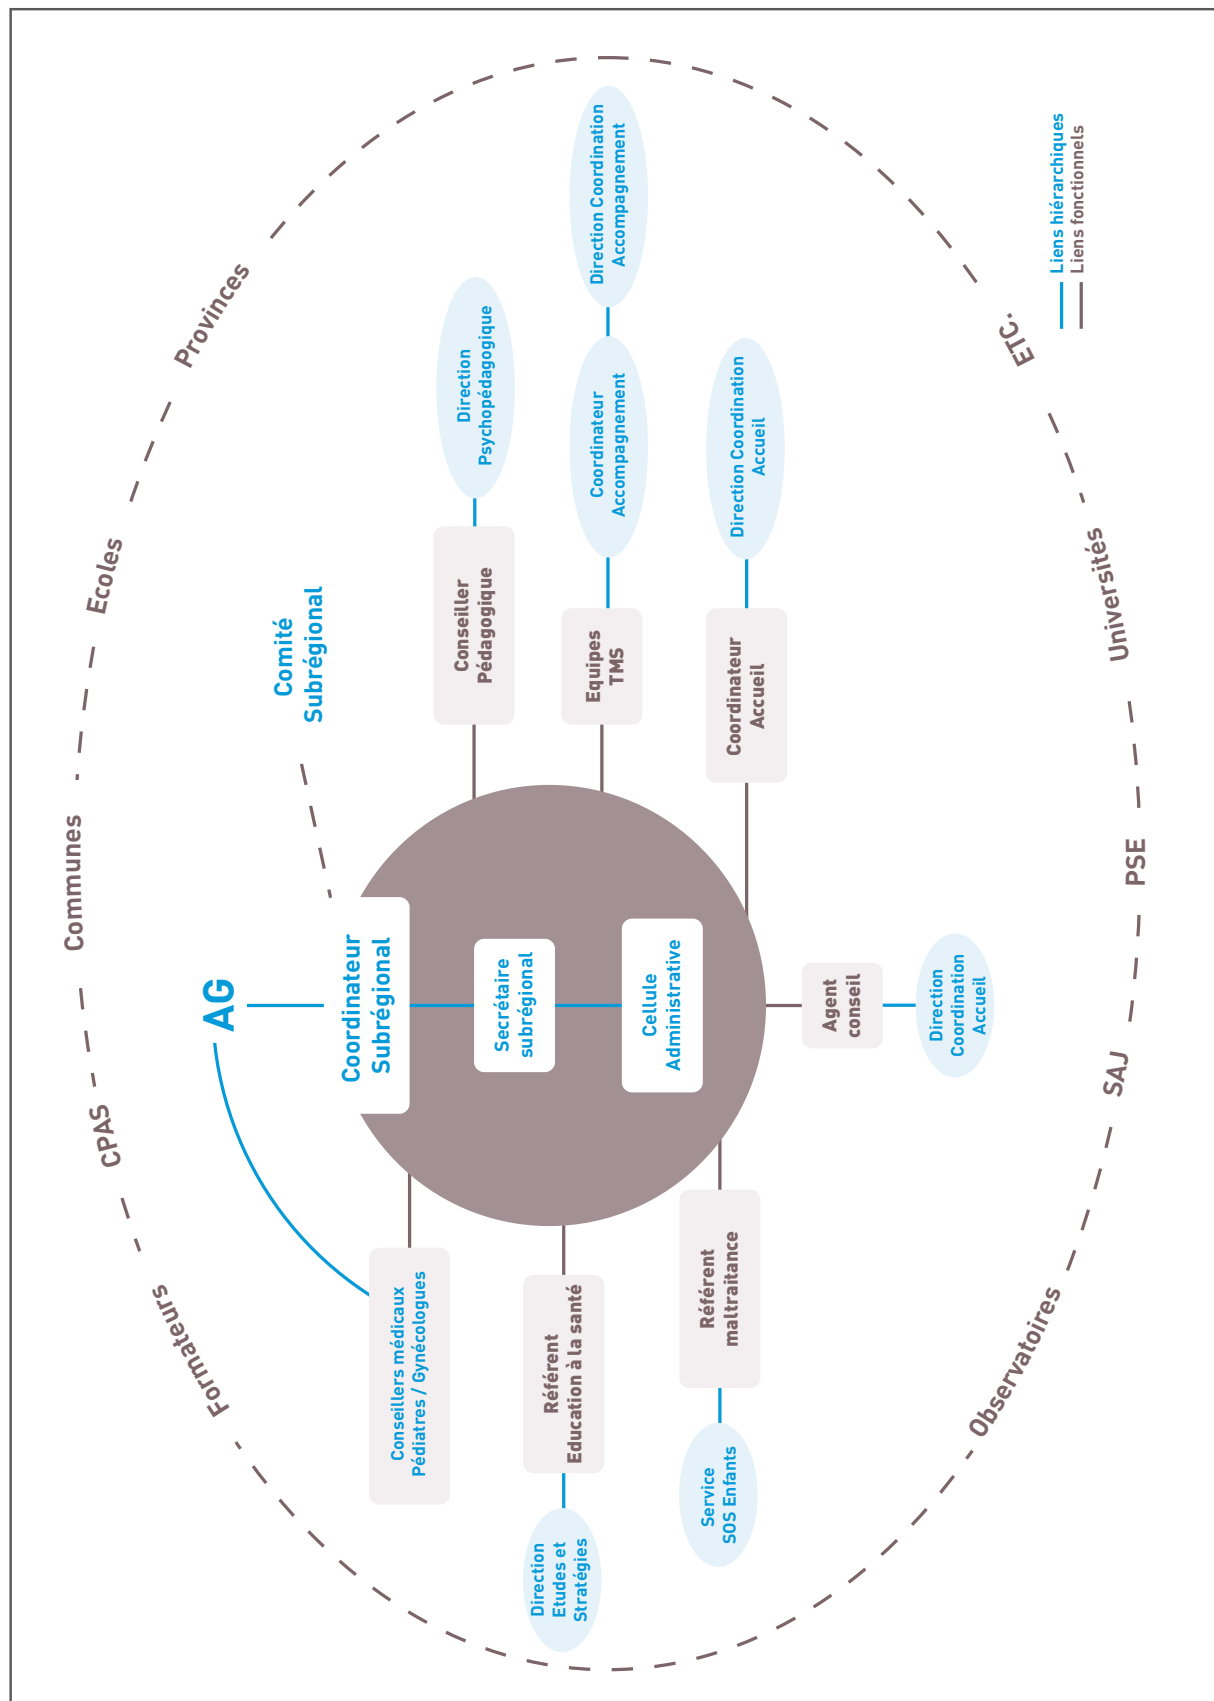 Formateurs
CPAS
Communes
Ecoles
Provinces
AG
Comité
Subrégional
Coordinateur
Subrégional
Secrétaire
subrégional
Cellule
Administrative
Conseillers médicaux
Pédiatres / Gynécologues
Direction
Etudes et
Stratégies
Référent
Education à la santé
Service
SOS Enfants
Référent
maltraitance
Agent
conseil
Direction
Coordination
Accueil
Conseiller
Pédagogique
Direction
Psychopédagogique
Equipes
TMS
Coordinateur
Accompagnement
Direction Coordination
Accompagnement
Coordinateur
Accueil
Direction Coordination
Accueil
Observatoires
SAJ
PSE
Universités
ETC.
Liens hiérarchiques
Liens fonctionnels